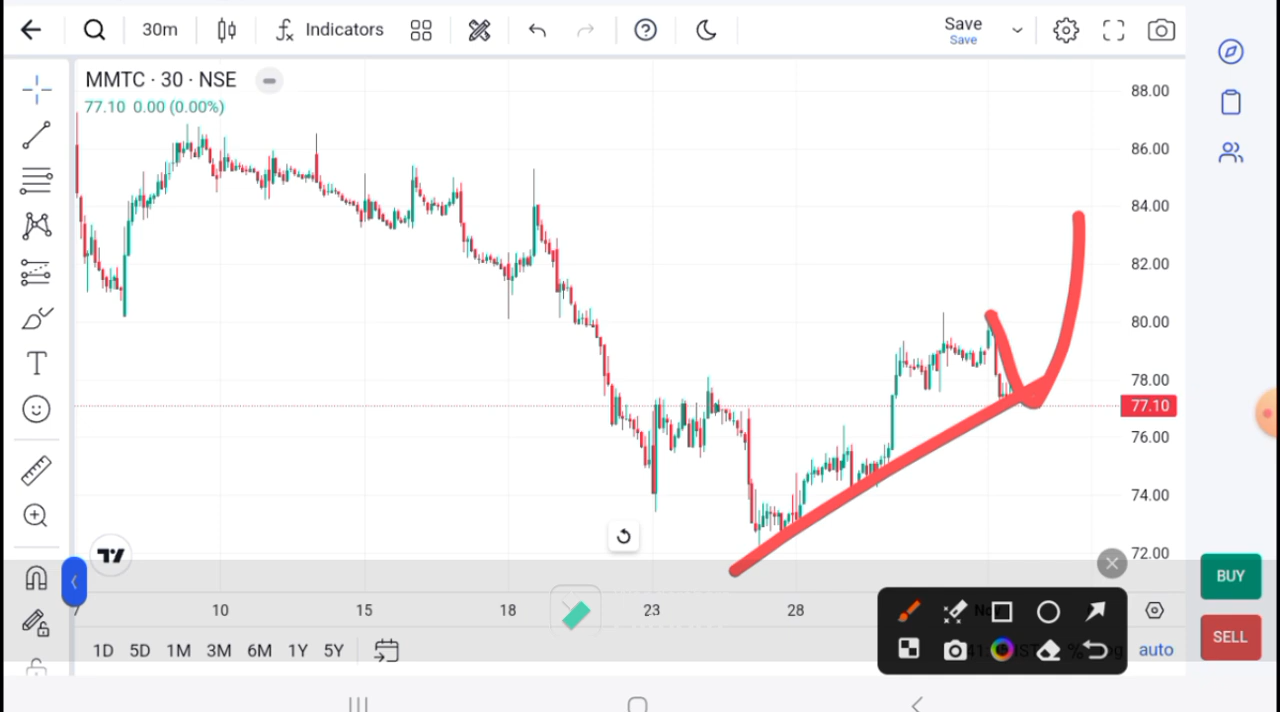 30m
Indicators
Save
Save
MMTC · 30 · NSE
77.10 0.00 (0.00%)
88.00
86.00
84.00
82.00
80.00
78.00
77.10
76.00
74.00
72.00
7 10 15 18 23 28
1D 5D 1M 3M 6M 1Y 5Y
auto
BUY
SELL